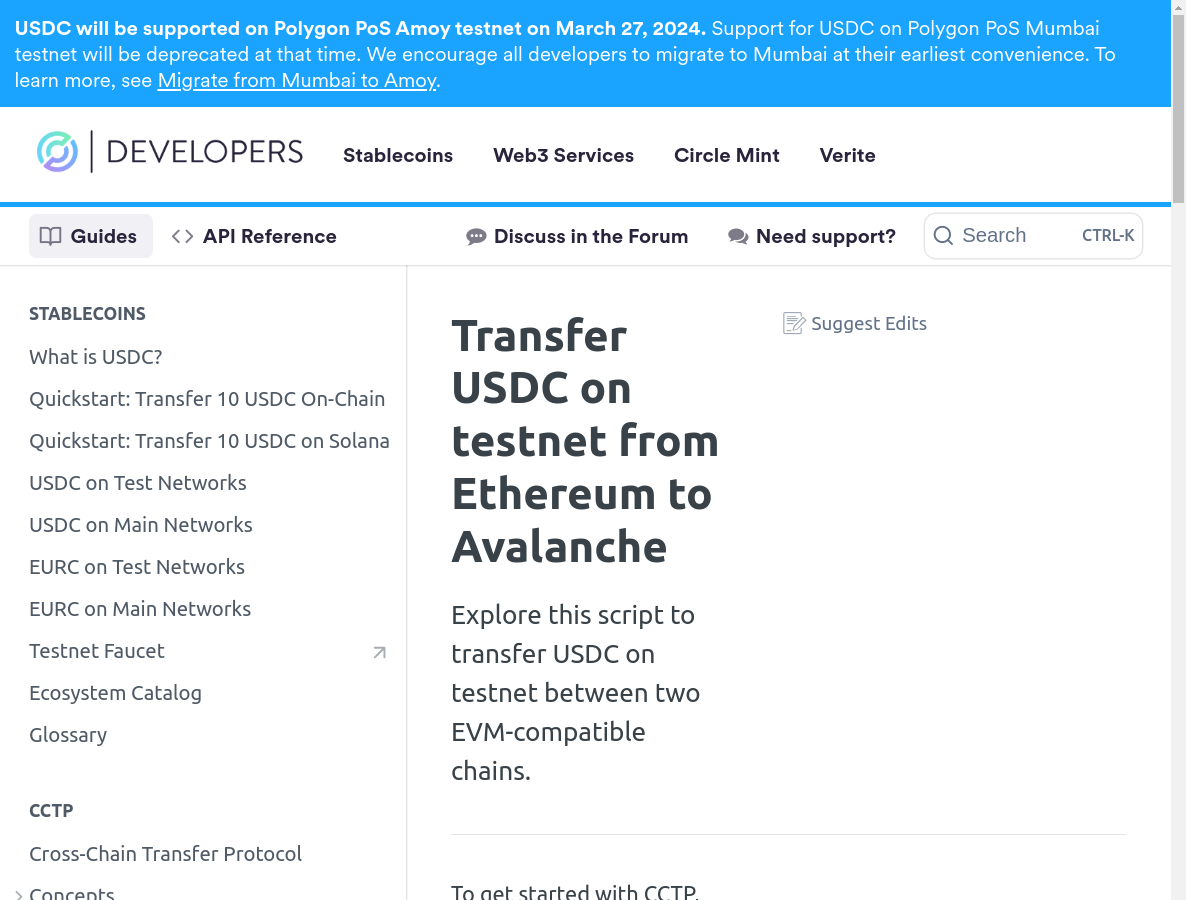 USDC will be supported on Polygon PoS Amoy testnet on March 27, 2024. Support for USDC on Polygon PoS Mumbai
testnet will be deprecated at that time. We encourage all developers to migrate to Mumbai at their earliest convenience. To
learn more, see Migrate from Mumbai to Amoy.
DEVELOPERS
Stablecoins
Web3 Services
Circle Mint
Verite
Guides
API Reference
Discuss in the Forum
Need support?
Search
CTRL-K
STABLECOINS
What is USDC?
Quickstart: Transfer 10 USDC On-Chain
Quickstart: Transfer 10 USDC on Solana
USDC on Test Networks
USDC on Main Networks
EURC on Test Networks
EURC on Main Networks
Testnet Faucet
Ecosystem Catalog
Glossary
CCTP
Cross-Chain Transfer Protocol
Concepts
Transfer
USDC on
testnet from
Ethereum to
Avalanche
Suggest Edits
Explore this script to
transfer USDC on
testnet between two
EVM-compatible
chains.
To get started with CCTP,